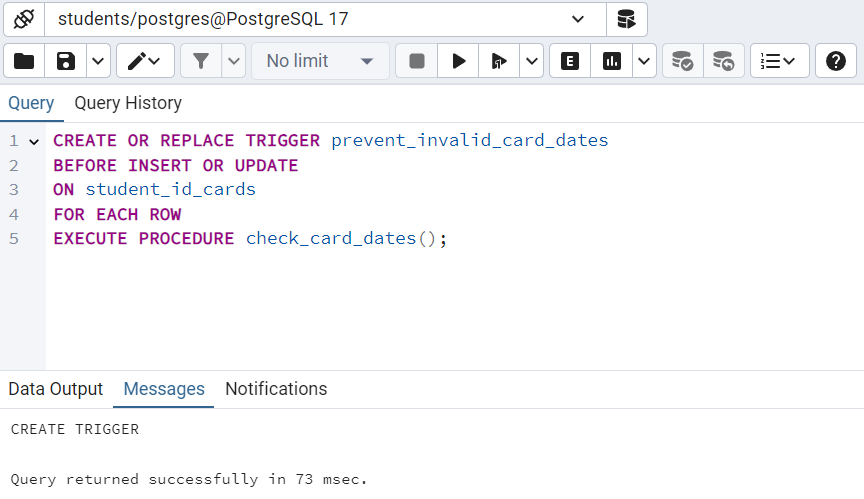 students/postgres@PostgreSQL 17
No limit
E
Query Query History
1 CREATE OR REPLACE TRIGGER prevent_invalid_card_dates
2 BEFORE INSERT OR UPDATE
3 ON student_id_cards
4 FOR EACH ROW
5 EXECUTE PROCEDURE check_card_dates();
Data Output Messages Notifications
CREATE TRIGGER
Query returned successfully in 73 msec.